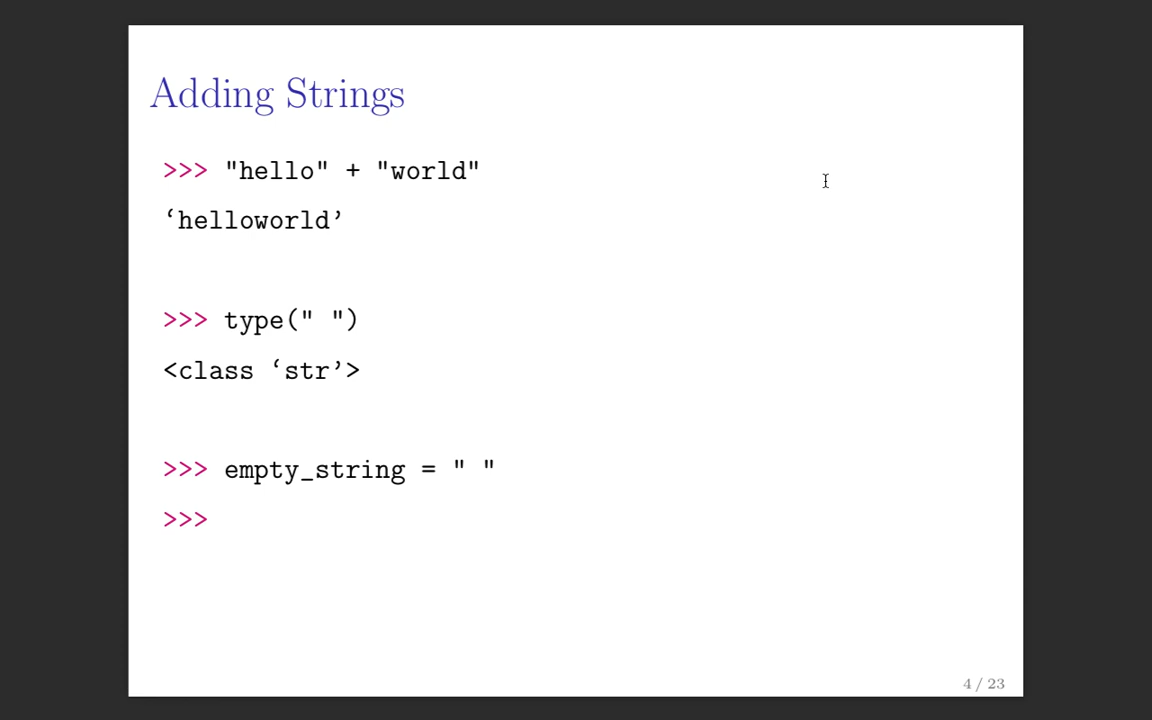 Adding Strings
>>> "hello" + "world"
‘helloworld’
>>> type(" ")
<class ‘str’>
>>> empty_string = " "
>>>
4 / 23